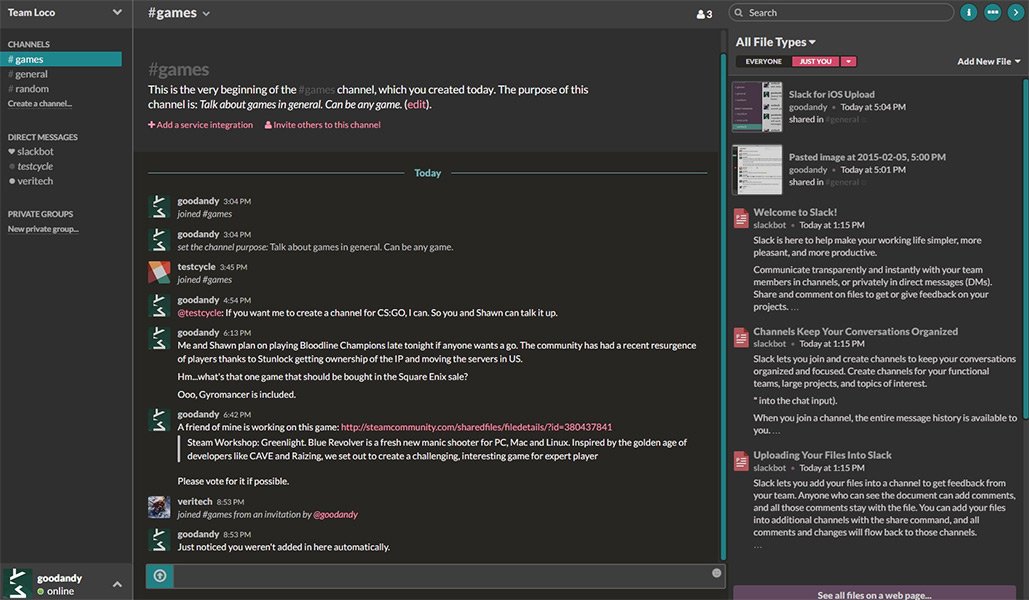 Team Loco
CHANNELS
# games
# general
# random
Create a channel...
DIRECT MESSAGES
slackbot
testcycle
veritech
PRIVATE GROUPS
New private group...
goodandy
online
#games
3
#games
This is the very beginning of the #games channel, which you created today. The purpose of this
channel is: Talk about games in general. Can be any game. (edit).
+ Add a service integration Invite others to this channel
Today
goodandy 3:04 PM
joined #games
goodandy 3:04 PM
set the channel purpose: Talk about games in general. Can be any game.
testcycle 3:45 PM
joined #games
goodandy 4:54 PM
@testcycle: If you want me to create a channel for CS:GO, I can. So you and Shawn can talk it up.
goodandy 6:13 PM
Me and Shawn plan on playing Bloodline Champions late tonight if anyone wants a go. The community has had a recent resurgence
of players thanks to Stunlock getting ownership of the IP and moving the servers in US.
Hm...what's that one game that should be bought in the Square Enix sale?
Ooo, Gyromancer is included.
goodandy 6:42 PM
A friend of mine is working on this game: http://steamcommunity.com/sharedfiles/filedetails/?id=380437841
Steam Workshop: Greenlight. Blue Revolver is a fresh new manic shooter for PC, Mac and Linux. Inspired by the golden age of
developers like CAVE and Raizing, we set out to create a challenging, interesting game for expert player
Please vote for it if possible.
veritech 8:53 PM
joined #games from an invitation by @goodandy
goodandy 8:53 PM
Just noticed you weren't added in here automatically.
Search
All File Types
EVERYONE JUST YOU
Add New File
Slack for iOS Upload
goodandy • Today at 5:04 PM
shared in #general
Pasted image at 2015-02-05, 5:00 PM
goodandy • Today at 5:01 PM
shared in #general
Welcome to Slack!
slackbot • Today at 1:15 PM
Slack is here to help make your working life simpler, more
pleasant, and more productive.
Communicate transparently and instantly with your team
members in channels, or privately in direct messages (DMs).
Share and comment on files to get or give feedback on your
projects. ...
Channels Keep Your Conversations Organized
slackbot • Today at 1:15 PM
Slack lets you join and create channels to keep your conversations
organized and focused. Create channels for your functional
teams, large projects, and topics of interest.
" into the chat input).
When you join a channel, the entire message history is available to
you. ...
Uploading Your Files Into Slack
slackbot • Today at 1:15 PM
Slack lets you add your files into a channel to get feedback from
your team. Anyone who can see the document can add comments,
and all those comments stay with the file. You can add your files
into additional channels with the share command, and all
comments and changes will flow back to those channels.
...
See all files on a web page...